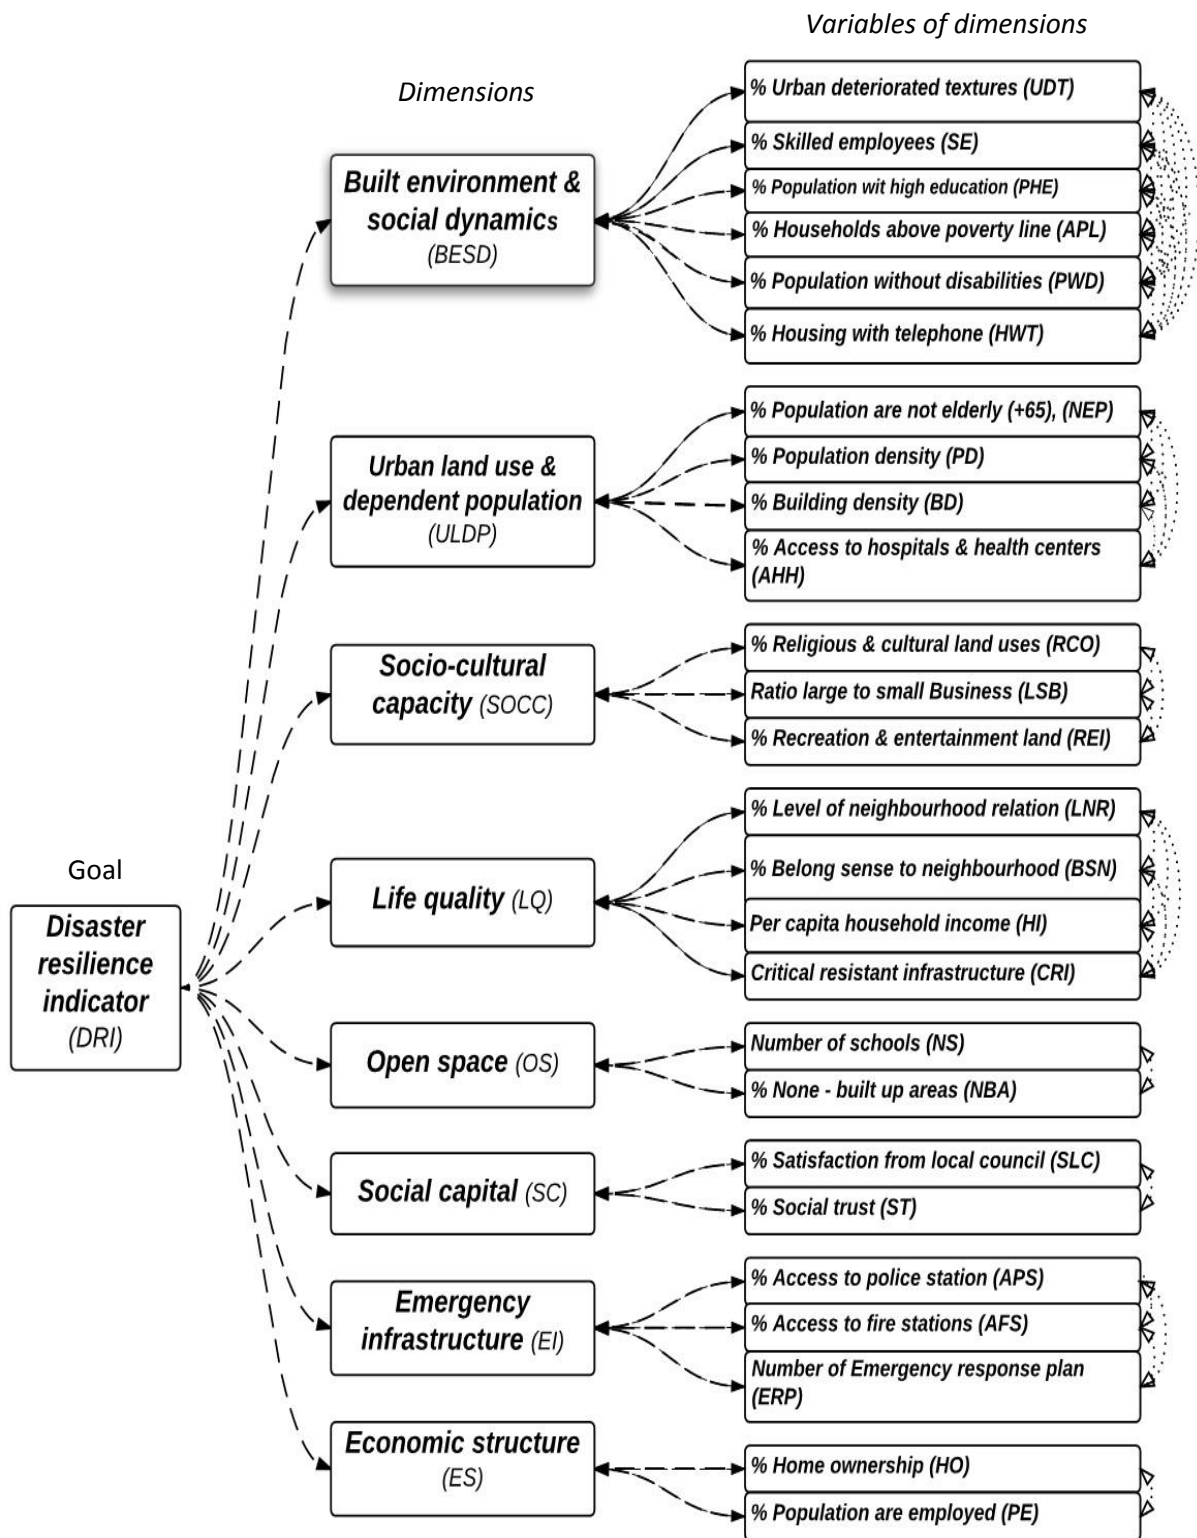 Variables of dimensions
Dimensions
Goal
Disaster
resilience
indicator
(DRI)
Built environment &
social dynamics
(BESD)
% Urban deteriorated textures (UDT)
% Skilled employees (SE)
% Population wit high education (PHE)
% Households above poverty line (APL)
% Population without disabilities (PWD)
% Housing with telephone (HWT)
Urban land use &
dependent population
(ULDP)
% Population are not elderly (+65), (NEP)
% Population density (PD)
% Building density (BD)
% Access to hospitals & health centers
(AHH)
Socio-cultural
capacity (SOCC)
% Religious & cultural land uses (RCO)
Ratio large to small Business (LSB)
% Recreation & entertainment land (REI)
Life quality (LQ)
% Level of neighbourhood relation (LNR)
% Belong sense to neighbourhood (BSN)
Per capita household income (HI)
Critical resistant infrastructure (CRI)
Open space (OS)
Number of schools (NS)
% None - built up areas (NBA)
Social capital (SC)
% Satisfaction from local council (SLC)
% Social trust (ST)
Emergency
infrastructure (EI)
% Access to police station (APS)
% Access to fire stations (AFS)
Number of Emergency response plan
(ERP)
Economic structure
(ES)
% Home ownership (HO)
% Population are employed (PE)